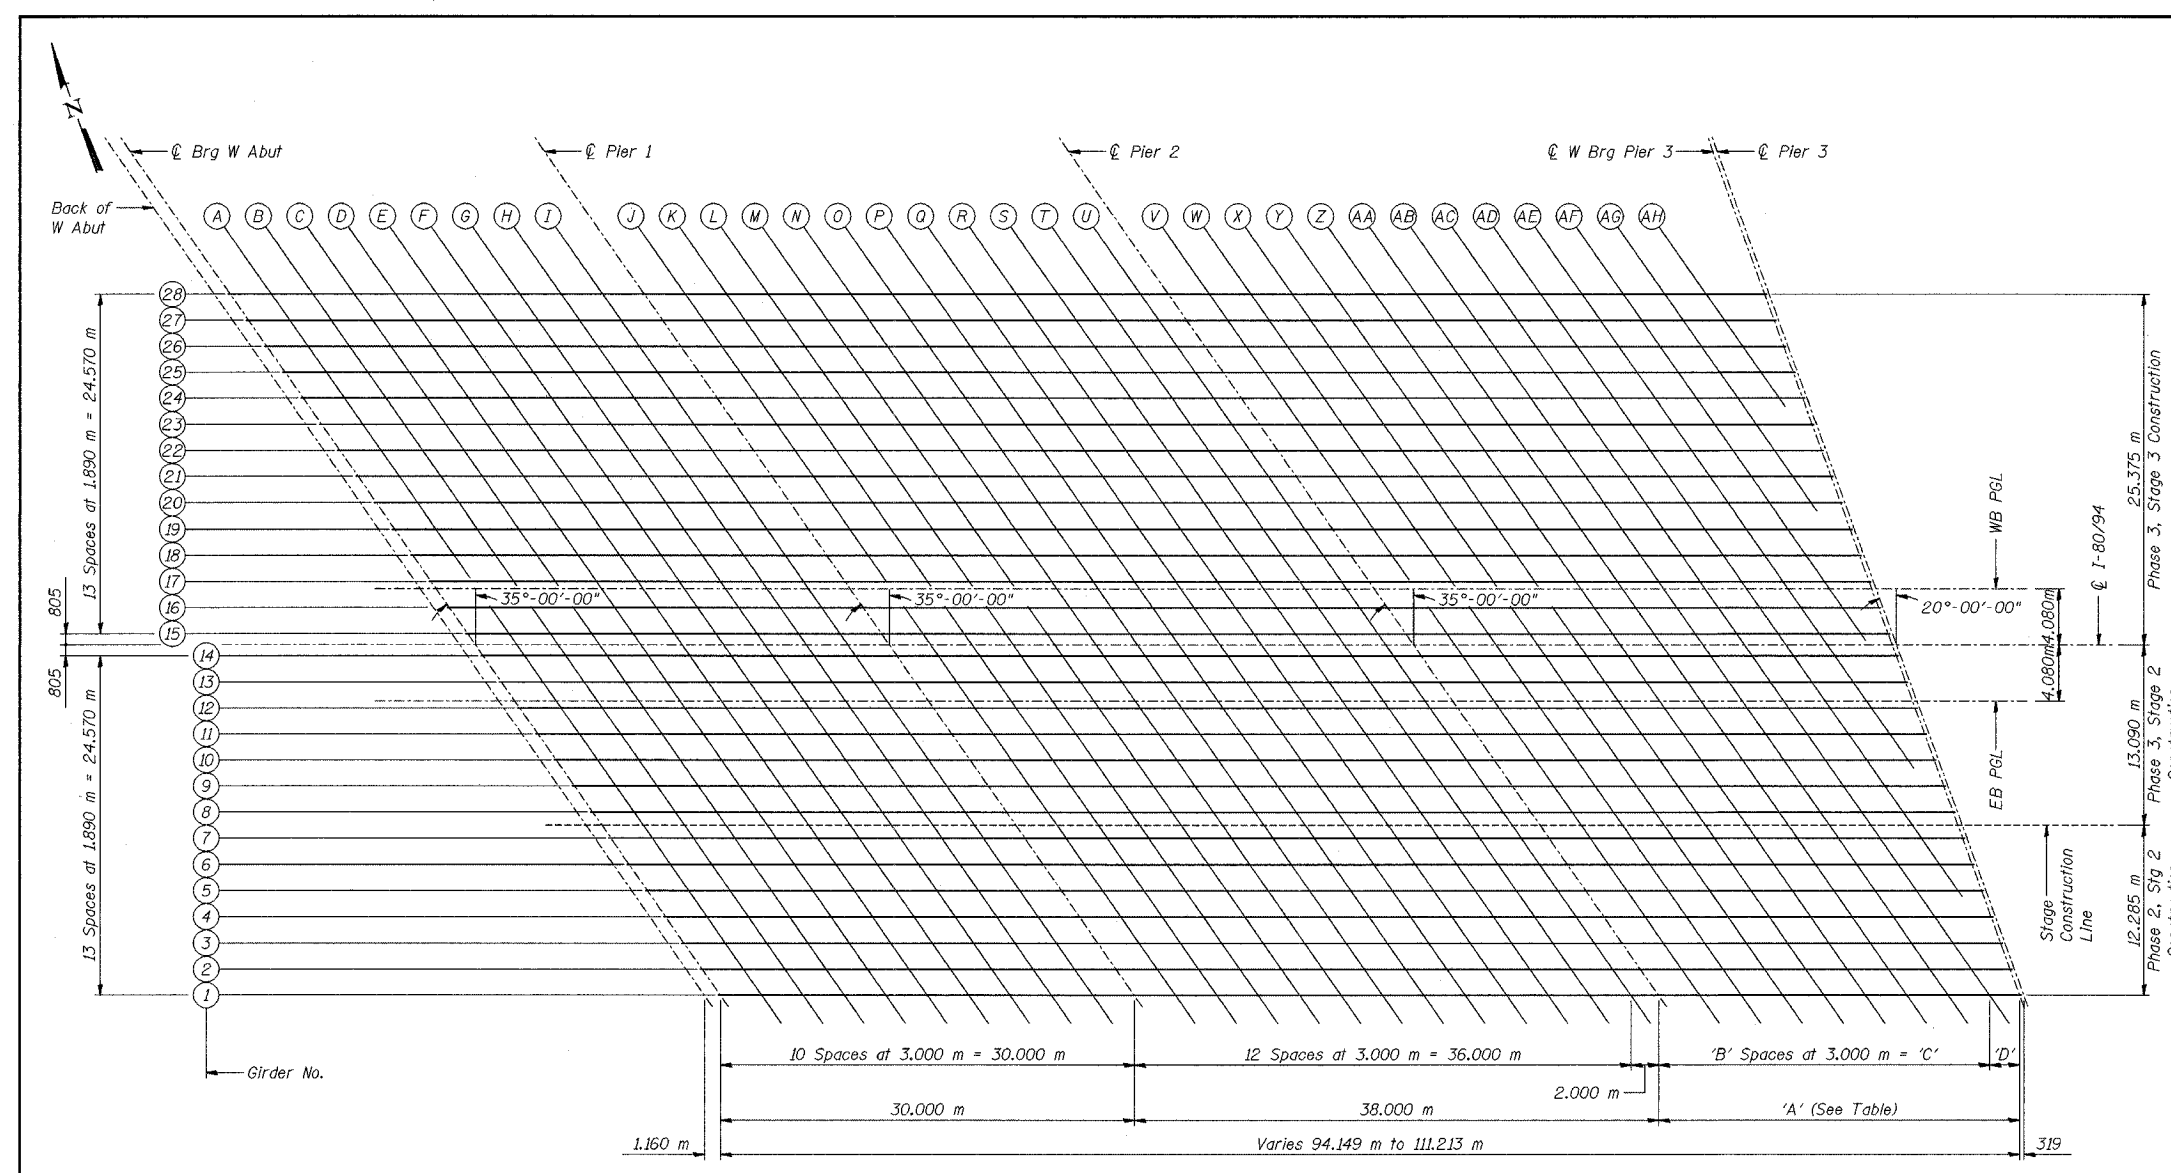 N
℄ Brg W Abut
℄ Pier 1
℄ Pier 2
℄ W Brg Pier 3
℄ Pier 3
Back of
W Abut
A B C D E F G H I J K L M N O P Q R S T U V W X Y Z AA AB AC AD AE AF AG AH
28
27
26
25
24
23
22
21
20
19
18
17
16
15
14
13
12
11
10
9
8
7
6
5
4
3
2
1
13 Spaces at 1.890 m = 24.570 m
805
805
13 Spaces at 1.890 m = 24.570 m
35°-00'-00"
35°-00'-00"
35°-00'-00"
20°-00'-00"
WB PGL
℄ I-80/94
4.080m
4.080m
EB PGL
25.375 m
Phase 3, Stage 3 Construction
13.090 m
Phase 3, Stage 2
12.285 m
Phase 2, Stg 2
Stage
Construction
Line
Girder No.
10 Spaces at 3.000 m = 30.000 m
12 Spaces at 3.000 m = 36.000 m
'B' Spaces at 3.000 m = 'C'
'D'
2.000 m
30.000 m
38.000 m
'A' (See Table)
1.160 m
Varies 94.149 m to 111.213 m
319